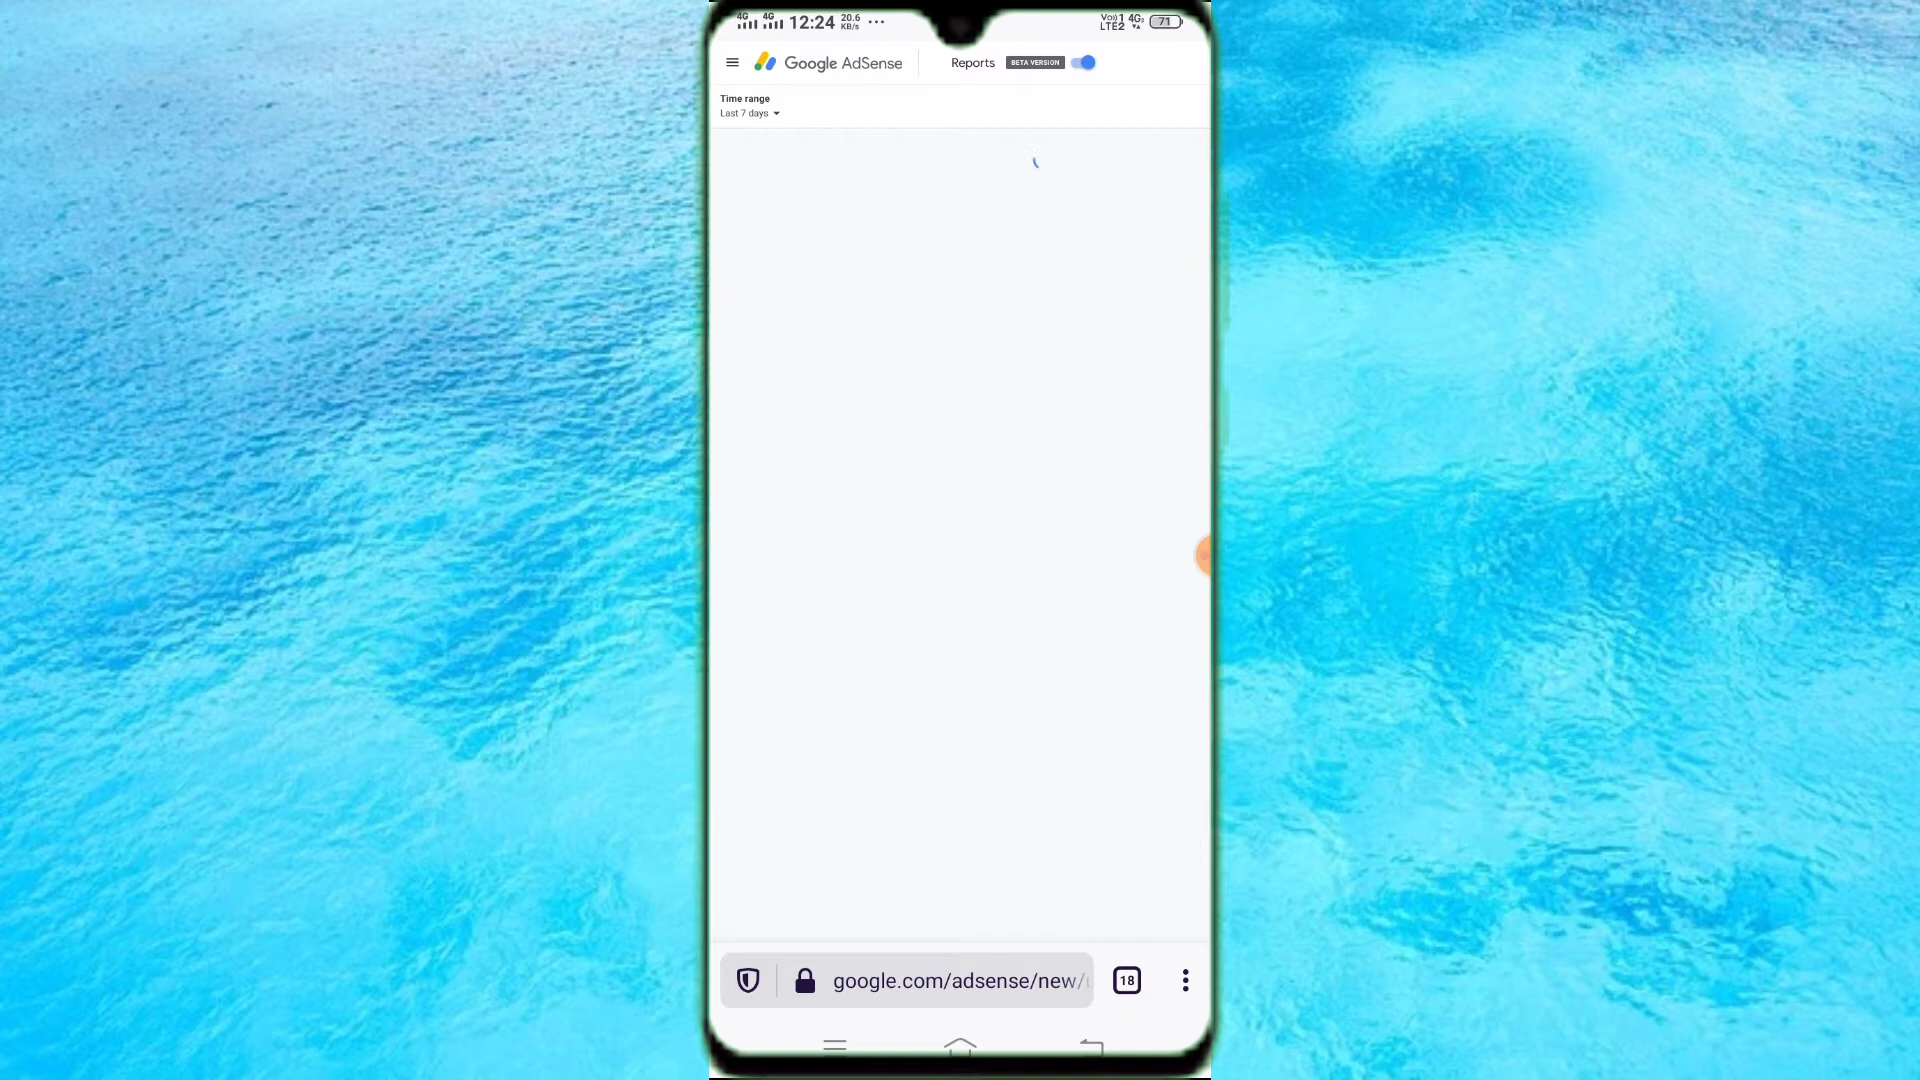 4G 4G 12:24 20.6 KB/s ... Vo)) 1 4G2 LTE2 71
Google AdSense Reports BETA VERSION
Time range
Last 7 days
google.com/adsense/new/
18